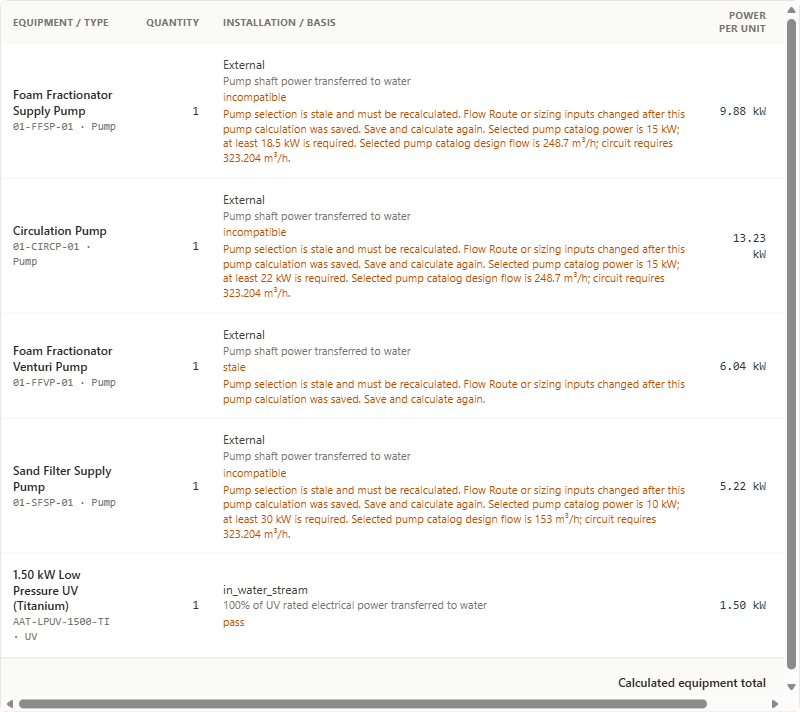 EQUIPMENT / TYPE
QUANTITY
INSTALLATION / BASIS
POWER
PER UNIT
Foam Fractionator
Supply Pump
01-FFSP-01 · Pump
1
External
Pump shaft power transferred to water
incompatible
Pump selection is stale and must be recalculated. Flow Route or sizing inputs changed after this
pump calculation was saved. Save and calculate again. Selected pump catalog power is 15 kW;
at least 18.5 kW is required. Selected pump catalog design flow is 248.7 m³/h; circuit requires
323.204 m³/h.
9.88 kW
Circulation Pump
01-CIRCP-01 ·
Pump
1
External
Pump shaft power transferred to water
incompatible
Pump selection is stale and must be recalculated. Flow Route or sizing inputs changed after this
pump calculation was saved. Save and calculate again. Selected pump catalog power is 15 kW;
at least 22 kW is required. Selected pump catalog design flow is 248.7 m³/h; circuit requires
323.204 m³/h.
13.23
kW
Foam Fractionator
Venturi Pump
01-FFVP-01 · Pump
1
External
Pump shaft power transferred to water
stale
Pump selection is stale and must be recalculated. Flow Route or sizing inputs changed after this
pump calculation was saved. Save and calculate again.
6.04 kW
Sand Filter Supply
Pump
01-SFSP-01 · Pump
1
External
Pump shaft power transferred to water
incompatible
Pump selection is stale and must be recalculated. Flow Route or sizing inputs changed after this
pump calculation was saved. Save and calculate again. Selected pump catalog power is 10 kW;
at least 30 kW is required. Selected pump catalog design flow is 153 m³/h; circuit requires
323.204 m³/h.
5.22 kW
1.50 kW Low
Pressure UV
(Titanium)
AAT-LPUV-1500-TI
· UV
1
in_water_stream
100% of UV rated electrical power transferred to water
pass
1.50 kW
Calculated equipment total